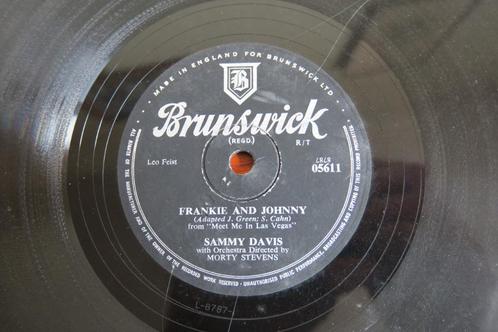 • MADE IN ENGLAND FOR BRUNSWICK LTD •
B
Brunswick
(REGD.)
R/T
Leo Feist
05611
FRANKIE AND JOHNNY
(Adapted J. Green; S. Cahn)
from "Meet Me In Las Vegas"
SAMMY DAVIS
with Orchestra Directed by
MORTY STEVENS
ALL RIGHTS OF THE MANUFACTURER AND OF THE OWNER OF THE RECORDED WORK RESERVED • UNAUTHORISED PUBLIC PERFORMANCE, BROADCASTING AND COPYING OF THIS RECORD PROHIBITED
L-8787-